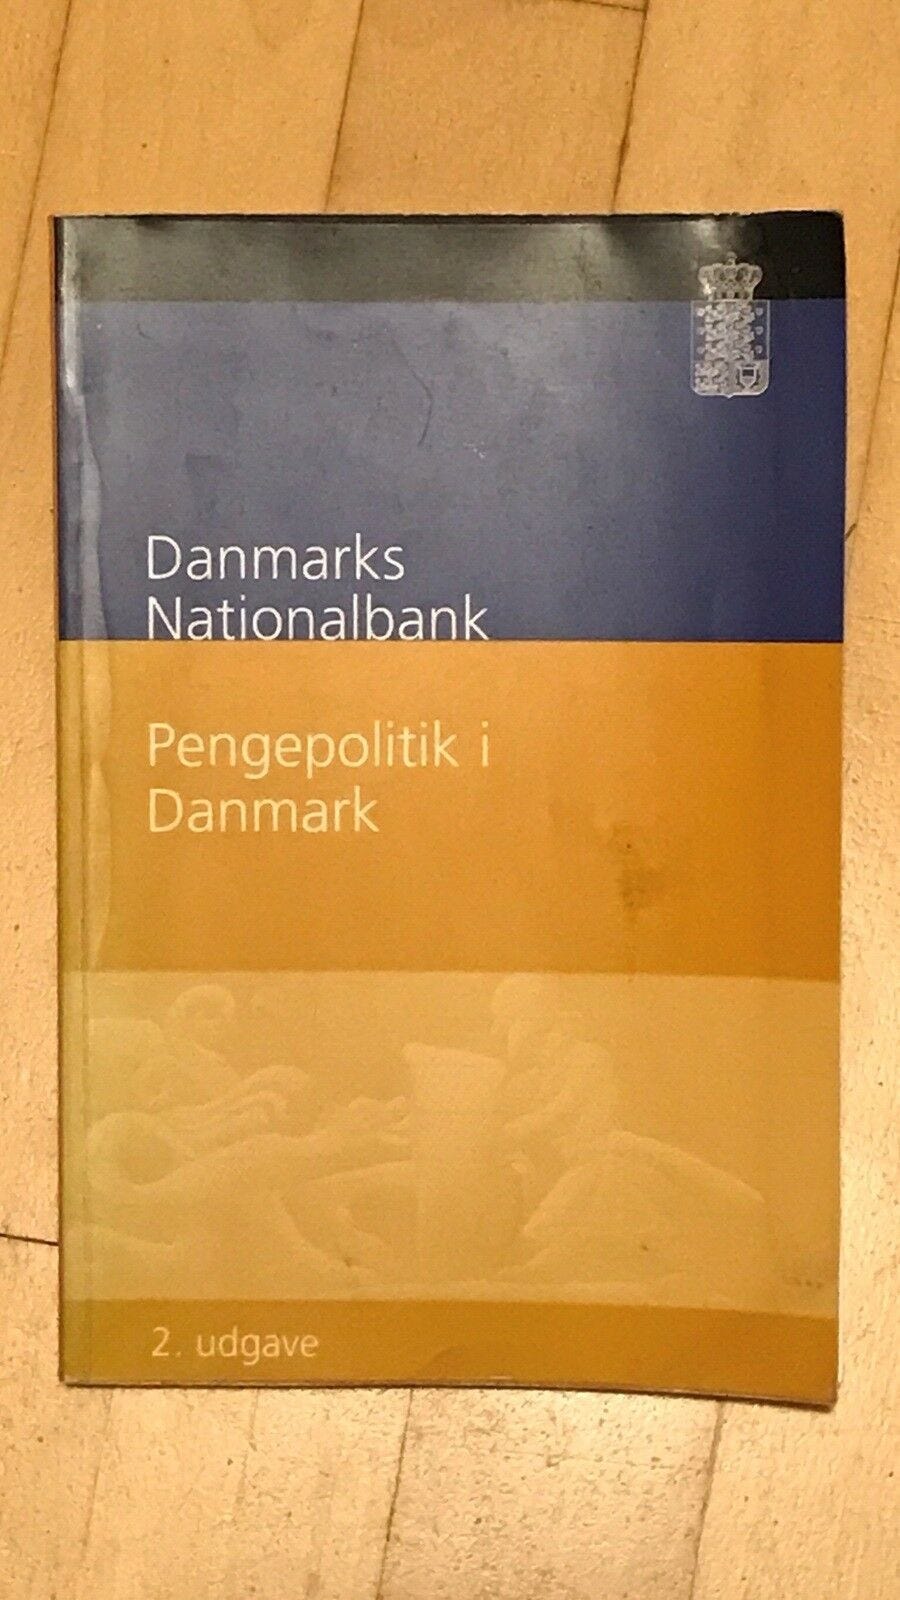 Danmarks
Nationalbank
Pengepolitik i
Danmark
2. udgave